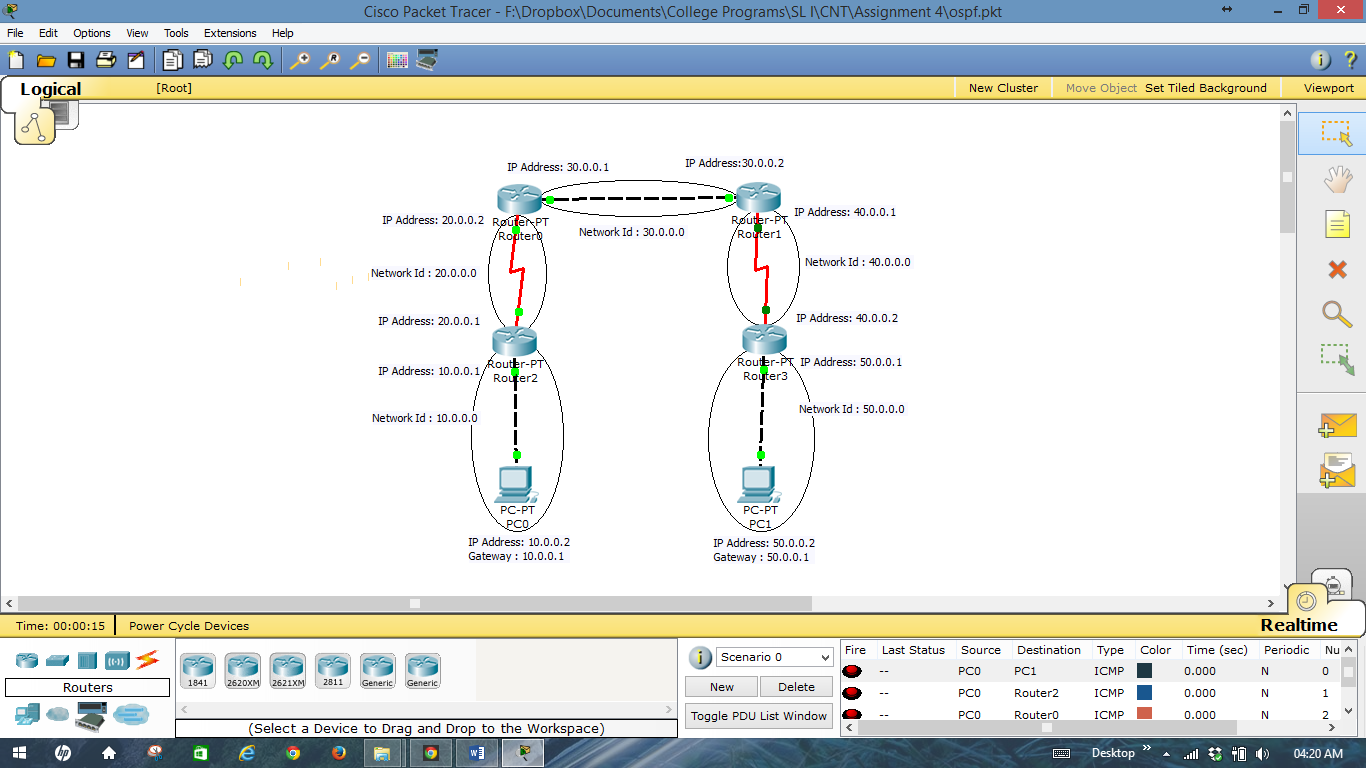 Cisco Packet Tracer - F:\Dropbox\Documents\College Programs\SL I\CNT\Assignment 4\ospf.pkt
File Edit Options View Tools Extensions Help
Logical [Root] New Cluster Move Object Set Tiled Background Viewport
IP Address: 30.0.0.1 IP Address:30.0.0.2
IP Address: 20.0.0.2 Router-PT Router-PT IP Address: 40.0.0.1
Router0 Network Id : 30.0.0.0 Router1
Network Id : 20.0.0.0 Network Id : 40.0.0.0
IP Address: 20.0.0.1 IP Address: 40.0.0.2
Router-PT Router-PT IP Address: 50.0.0.1
IP Address: 10.0.0.1 Router2 Router3
Network Id : 10.0.0.0 Network Id : 50.0.0.0
PC-PT PC-PT
PC0 PC1
IP Address: 10.0.0.2 IP Address: 50.0.0.2
Gateway : 10.0.0.1 Gateway : 50.0.0.1
Time: 00:00:15 Power Cycle Devices Realtime
Routers
1841 2620XM 2621XM 2811 Generic Generic
(Select a Device to Drag and Drop to the Workspace)
Scenario 0
New Delete
Toggle PDU List Window
Fire Last Status Source Destination Type Color Time (sec) Periodic Nu
-- PC0 PC1 ICMP 0.000 N 0
-- PC0 Router2 ICMP 0.000 N 1
-- PC0 Router0 ICMP 0.000 N 2
Desktop 04:20 AM